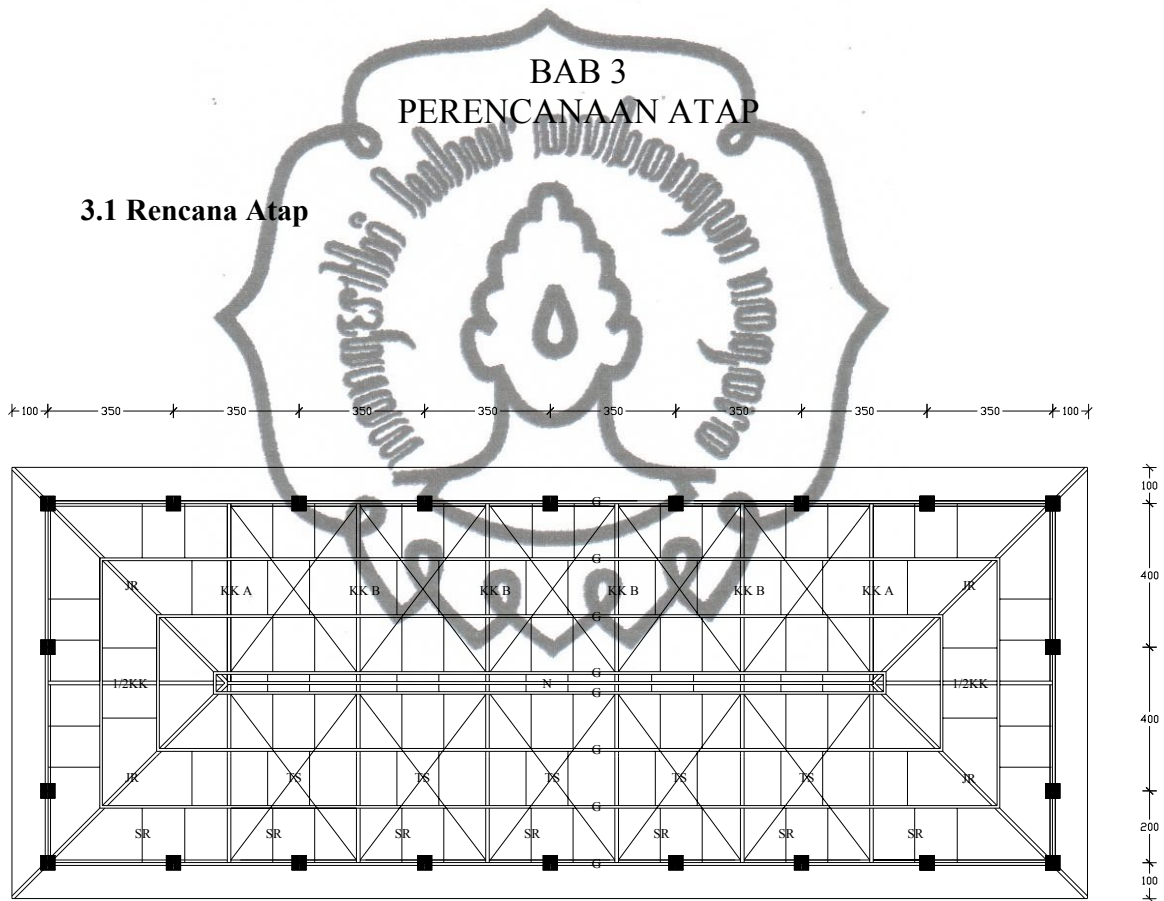 BAB 3
PERENCANAAN ATAP
3.1 Rencana Atap
100 350 350 350 350 350 350 350 350 100
G
100
JR KK A KK B G KK B KK B KK B KK A JR
400
G
G
1/2KK N 1/2KK
G
400
G
JR TS TS TS TS TS JR
G
SR SR SR SR SR SR SR
200
G
100